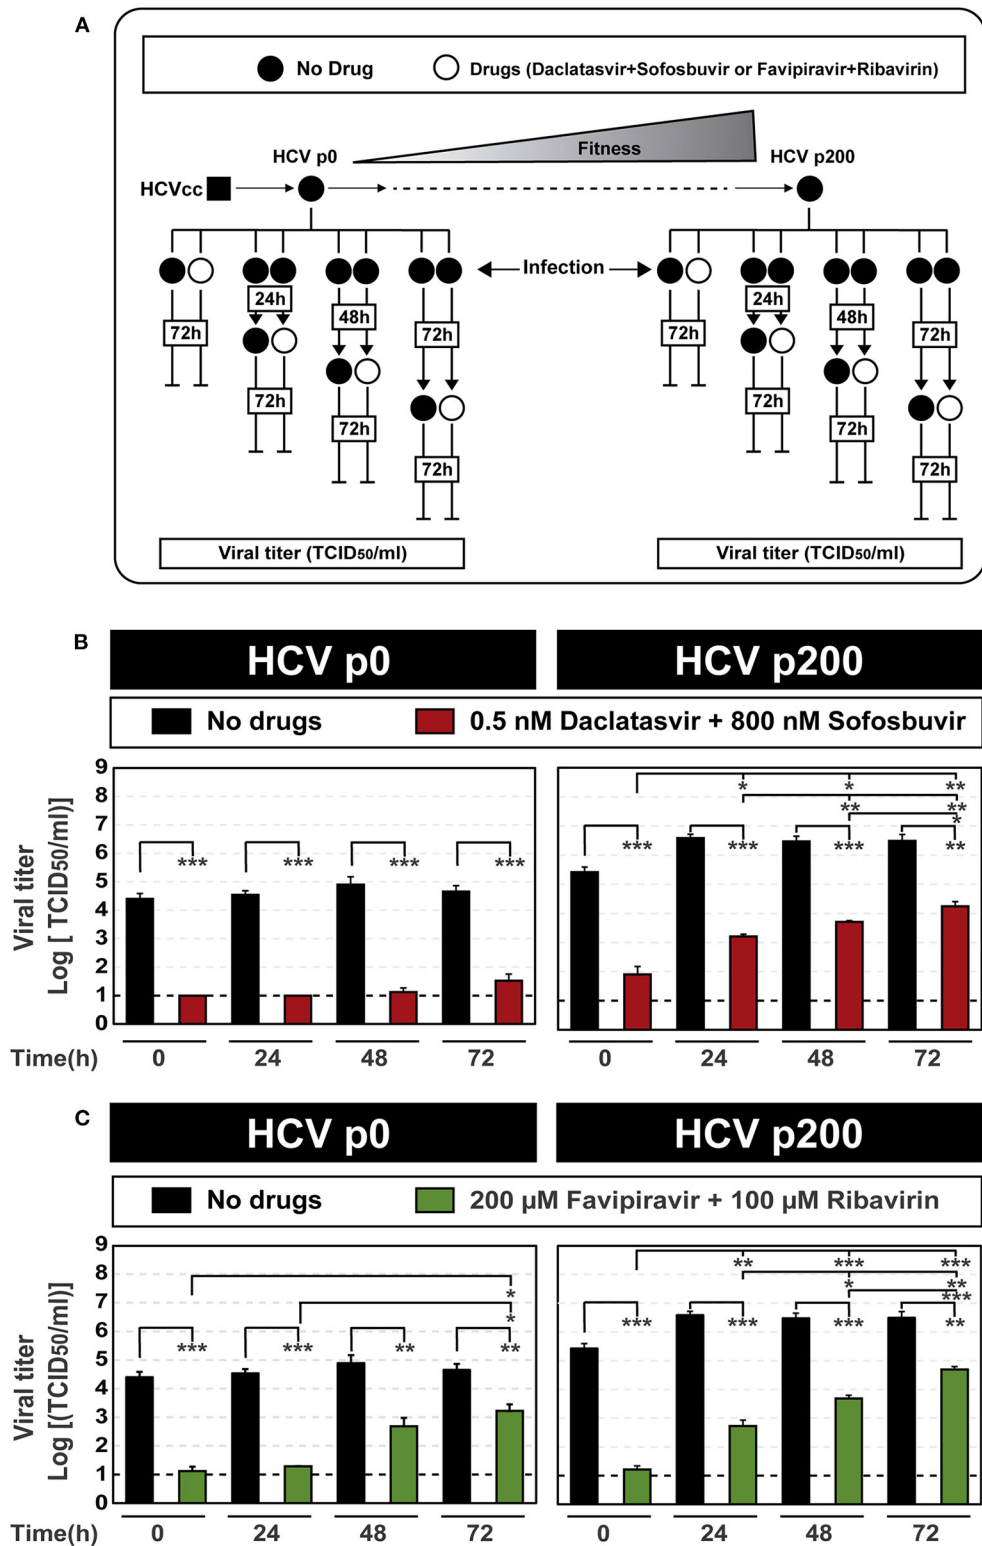 A
No Drug
Drugs (Daclatasvir+Sofosbuvir or Favipiravir+Ribavirin)
Fitness
HCV p0
HCV p200
HCVcc
Infection
24h
24h
48h
48h
72h
72h
72h
72h
72h
72h
72h
72h
72h
72h
Viral titer (TCID50/ml)
Viral titer (TCID50/ml)
B
HCV p0
HCV p200
No drugs
0.5 nM Daclatasvir + 800 nM Sofosbuvir
Viral titer
Log [ TCID50/ml)]
9
8
7
6
5
4
3
2
1
0
*** *** *** ***
* * **
** **
*
*** *** *** **
Time(h) 0 24 48 72 0 24 48 72
C
HCV p0
HCV p200
No drugs
200 µM Favipiravir + 100 µM Ribavirin
Viral titer
Log [(TCID50/ml)]
9
8
7
6
5
4
3
2
1
0
*
*
*** *** ** **
** *** ***
* **
***
*** *** *** **
Time(h) 0 24 48 72 0 24 48 72